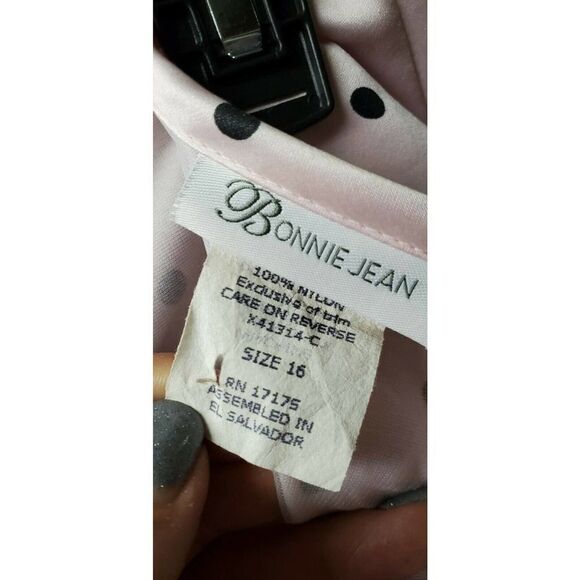 BONNIE JEAN
100% NYLON
Exclusive of trim
CARE ON REVERSE
X41314-C
SIZE 16
RN 17175
ASSEMBLED IN
EL SALVADOR